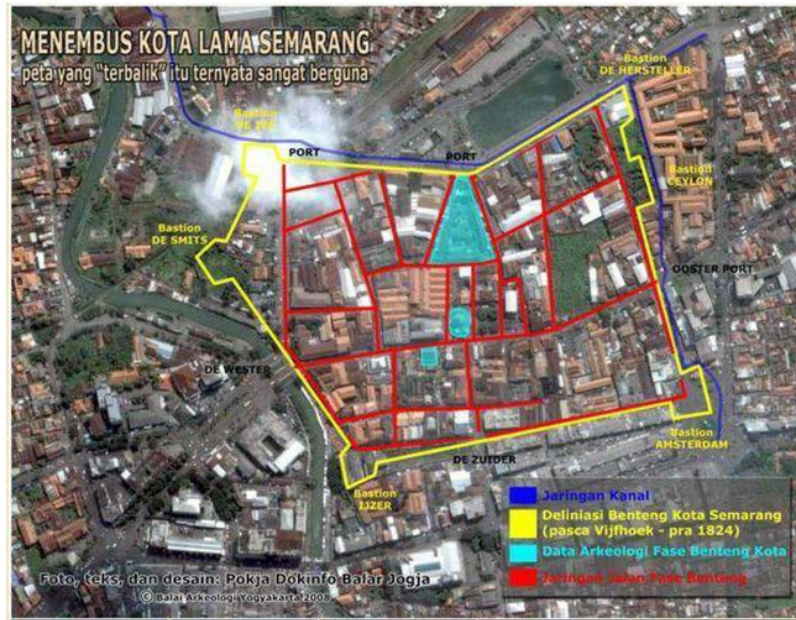 MENEMBUS KOTA LAMA SEMARANG
peta yang "terbalik" itu ternyata sangat berguna
Bastion
DE HERSTELLER
Bastion
DE ZEE
PORT
PORT
Bastion
CEYLON
Bastion
DE SMITS
OOSTER PORT
DE WESTER
Bastion
AMSTERDAM
DE ZUIDER
Bastion
IJZER
Jaringan Kanal
Deliniasi Benteng Kota Semarang
(pasca Vijfhoek - pra 1824)
Data Arkeologi Fase Benteng Kota
Jaringan Jalan Fase Benteng
Foto, teks, dan desain: Pokja Dokinfo Balar Jogja
© Balai Arkeologi Yogyakarta 2008